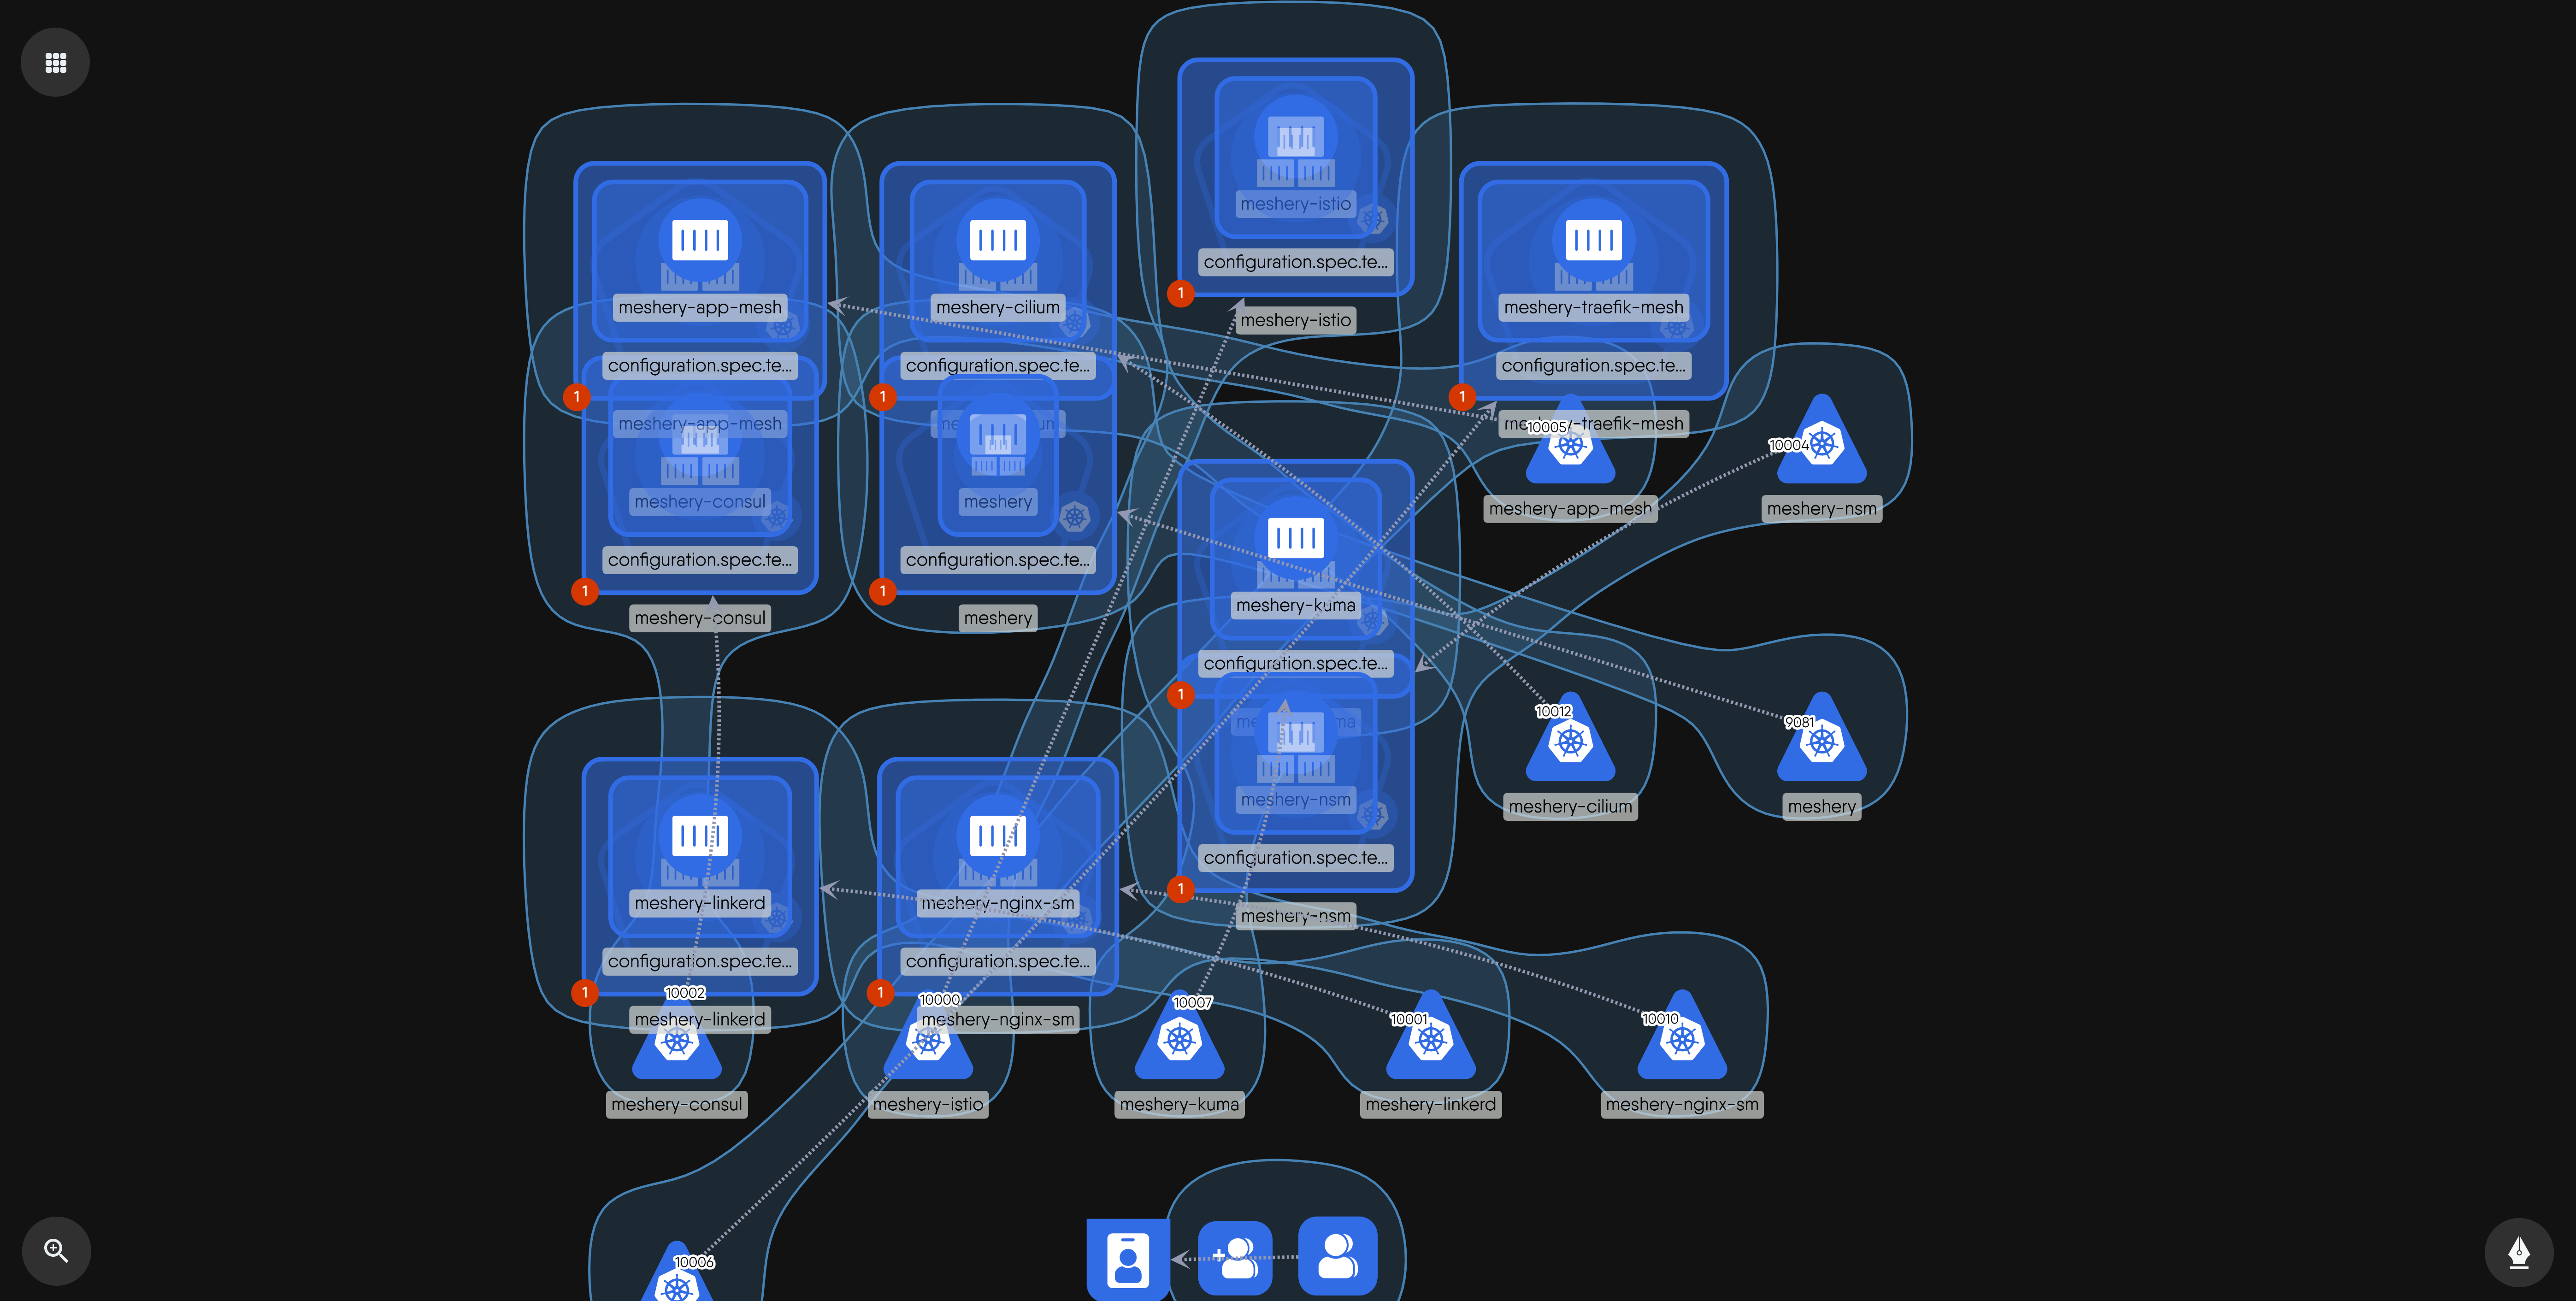 meshery-istio
configuration.spec.te...
1
meshery-istio
meshery-app-mesh
configuration.spec.te...
1
meshery-app-mesh
meshery-cilium
configuration.spec.te...
1
meshery-traefik-mesh
configuration.spec.te...
1
10005
meshery-app-mesh
10004
meshery-nsm
meshery-consul
configuration.spec.te...
1
meshery-consul
meshery
configuration.spec.te...
1
meshery
meshery-kuma
configuration.spec.te...
1
meshery-nsm
configuration.spec.te...
1
meshery-nsm
10012
meshery-cilium
9081
meshery
meshery-linkerd
configuration.spec.te...
1
meshery-linkerd
meshery-nginx-sm
configuration.spec.te...
1
meshery-nginx-sm
10002
meshery-consul
10000
meshery-istio
10007
meshery-kuma
10001
meshery-linkerd
10010
meshery-nginx-sm
10006